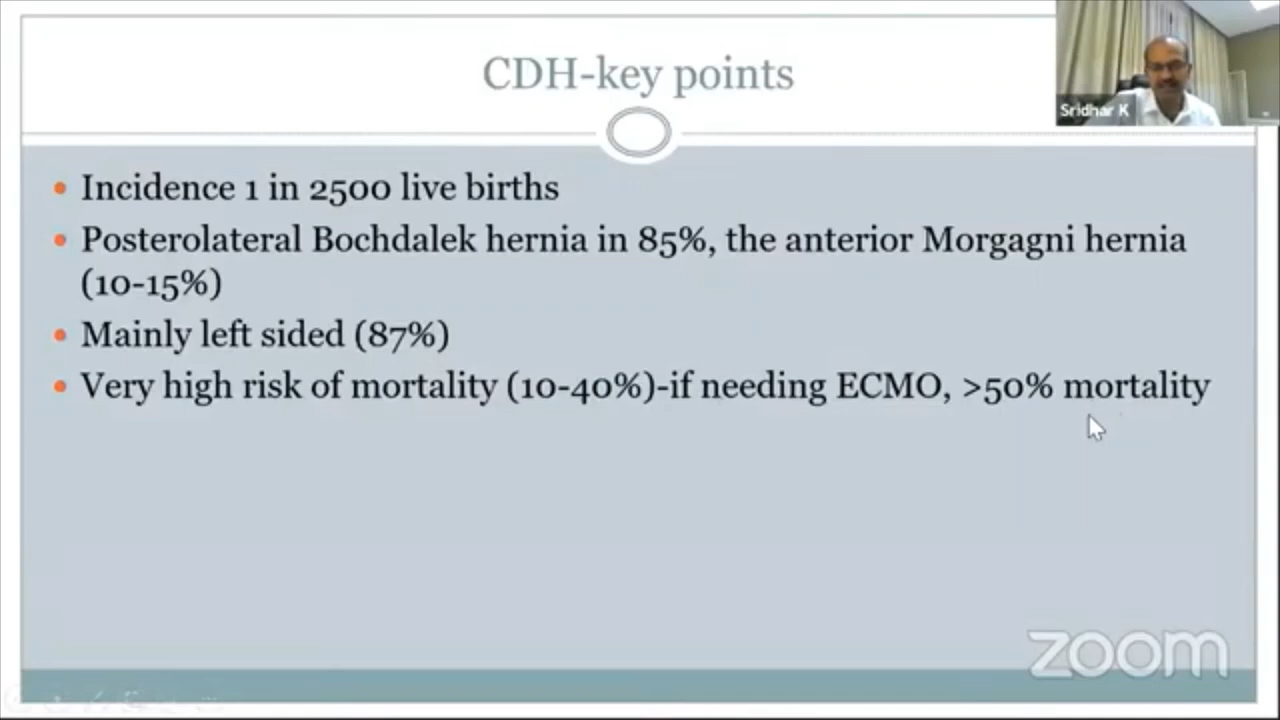 CDH-key points
Sridhar K
• Incidence 1 in 2500 live births
• Posterolateral Bochdalek hernia in 85%, the anterior Morgagni hernia
(10-15%)
• Mainly left sided (87%)
• Very high risk of mortality (10-40%)-if needing ECMO, >50% mortality
zoom